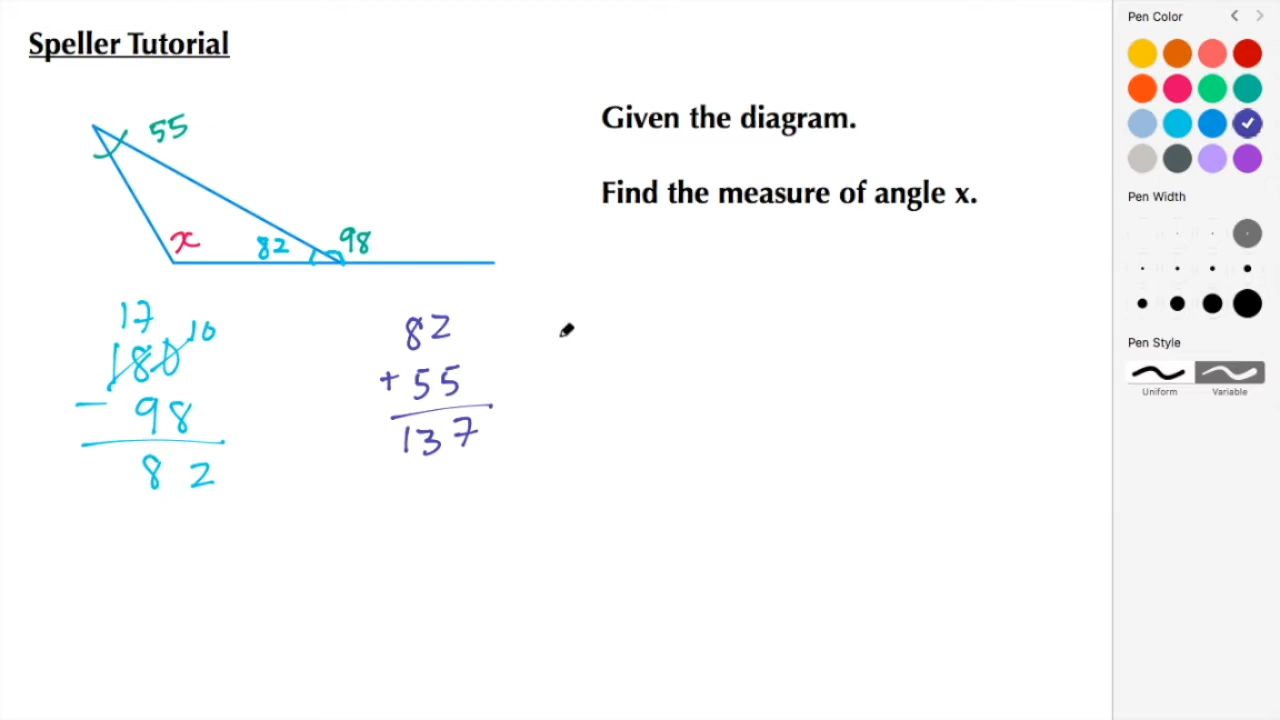 Speller Tutorial
55
Given the diagram.
Find the measure of angle x.
x
82
98
17
10
180
- 98
82
82
+ 55
137
Pen Color
Pen Width
Pen Style
Uniform
Variable